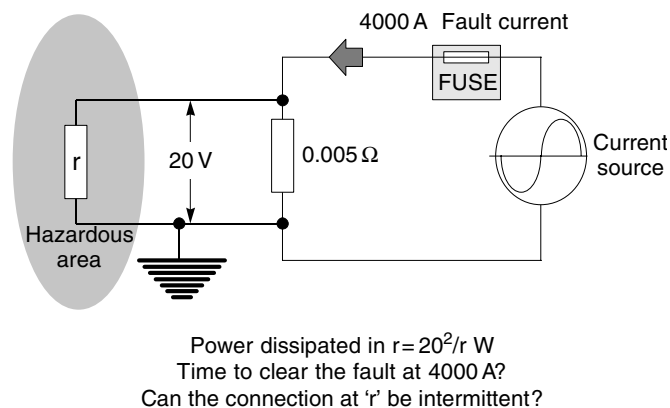 4000 A Fault current
FUSE
r
20 V
0.005 Ω
Current
source
Hazardous
area
Power dissipated in r = 20²/r W
Time to clear the fault at 4000 A?
Can the connection at ‘r’ be intermittent?